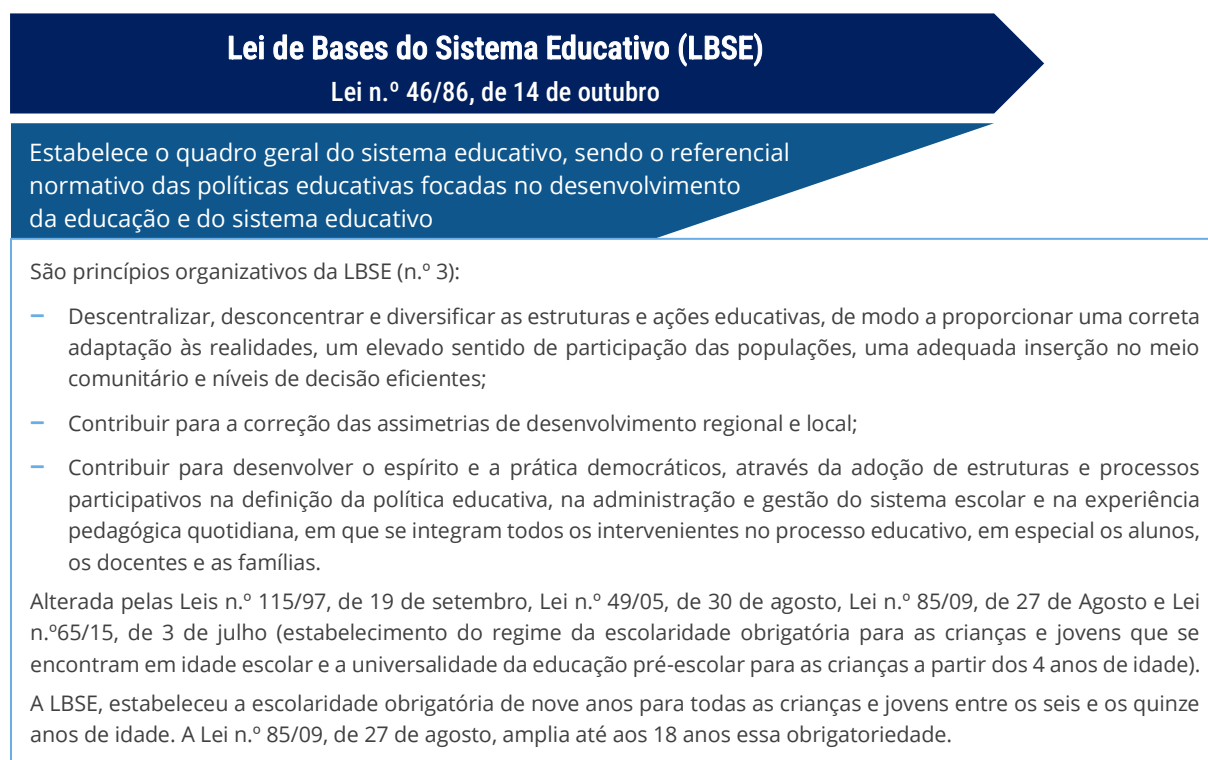 Lei de Bases do Sistema Educativo (LBSE)
Lei n.º 46/86, de 14 de outubro
Estabelece o quadro geral do sistema educativo, sendo o referencial
normativo das políticas educativas focadas no desenvolvimento
da educação e do sistema educativo
São princípios organizativos da LBSE (n.º 3):
− Descentralizar, desconcentrar e diversificar as estruturas e ações educativas, de modo a proporcionar uma correta
adaptação às realidades, um elevado sentido de participação das populações, uma adequada inserção no meio
comunitário e níveis de decisão eficientes;
− Contribuir para a correção das assimetrias de desenvolvimento regional e local;
− Contribuir para desenvolver o espírito e a prática democráticos, através da adoção de estruturas e processos
participativos na definição da política educativa, na administração e gestão do sistema escolar e na experiência
pedagógica quotidiana, em que se integram todos os intervenientes no processo educativo, em especial os alunos,
os docentes e as famílias.
Alterada pelas Leis n.º 115/97, de 19 de setembro, Lei n.º 49/05, de 30 de agosto, Lei n.º 85/09, de 27 de Agosto e Lei
n.º65/15, de 3 de julho (estabelecimento do regime da escolaridade obrigatória para as crianças e jovens que se
encontram em idade escolar e a universalidade da educação pré-escolar para as crianças a partir dos 4 anos de idade).
A LBSE, estabeleceu a escolaridade obrigatória de nove anos para todas as crianças e jovens entre os seis e os quinze
anos de idade. A Lei n.º 85/09, de 27 de agosto, amplia até aos 18 anos essa obrigatoriedade.